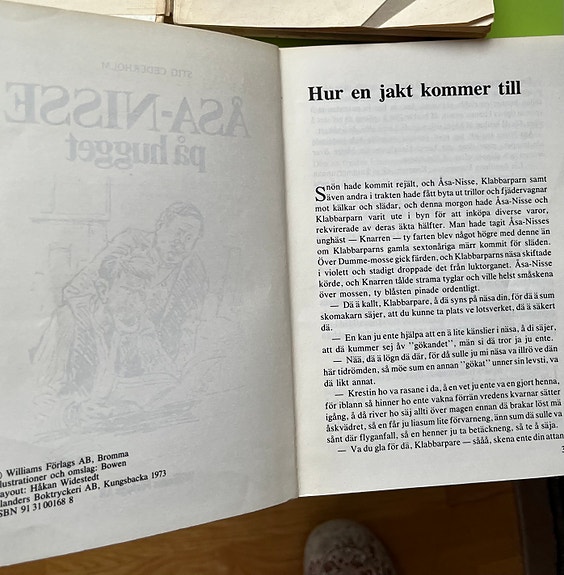 STIG CEDERHOLM
ÅSA-NISSE
på hugget
© Williams Förlags AB, Bromma
Illustrationer och omslag: Bowen
Layout: Håkan Widestedt
landers Boktryckeri AB, Kungsbacka 1973
ISBN 91 31 00168 8
Hur en jakt kommer till
Snön hade kommit rejält, och Åsa-Nisse, Klabbarparn samt
även andra i trakten hade fått byta ut trillor och fjädervagnar
mot kälkar och slädar, och denna morgon hade Åsa-Nisse och
Klabbarparn varit ute i byn för att inköpa diverse varor,
rekvirerade av deras äkta hälfter. Man hade tagit Åsa-Nisses
unghäst — Knarren — ty farten blev något högre med denne än
om Klabbarparns gamla sextonåriga märr kommit för släden.
Över Dumme-mosse gick färden, och Klabbarparns näsa skiftade
i violett och stadigt droppade det från luktorganet. Åsa-Nisse
körde, och Knarren tålde strama tyglar och ville helst småskena
över mossen, ty blåsten pinade ordentligt.
— Dä ä kallt, Klabbarpare, å dä syns på näsa din, för dä ä sum
skomakarn säjer, att du kunne ta plats ve lotsverket, dä ä säkert
dä.
— En kan ju ente hjälpa att en ä lite känslier i näsa, å di säjer,
att dä kummer sej åv "gökandet", män si dä tror ja ju ente.
— Nää, dä ä lögn dä där, för då sulle ju mi näsa va illrö ve dän
här tidrömden, så möe sum en annan "gökat" unner sin levsti, va
dä likt annat.
— Krestin ho va rasane i da, å en vet ju ente va en gjort henna,
för iblann så hinner ho ente vakna förrän vredens kvarnar sätter
igång, å då river ho säj allti över magen ennan dä brakar löst mä
åskvädret, så en får ju liasum lite förvarneng, änn sum dä sulle va
sånt där flyganfall, så en henner ju ta betäckneng, så te å säja.
— Va du gla för dä, Klabbarpare — sååå, skena ente din attan